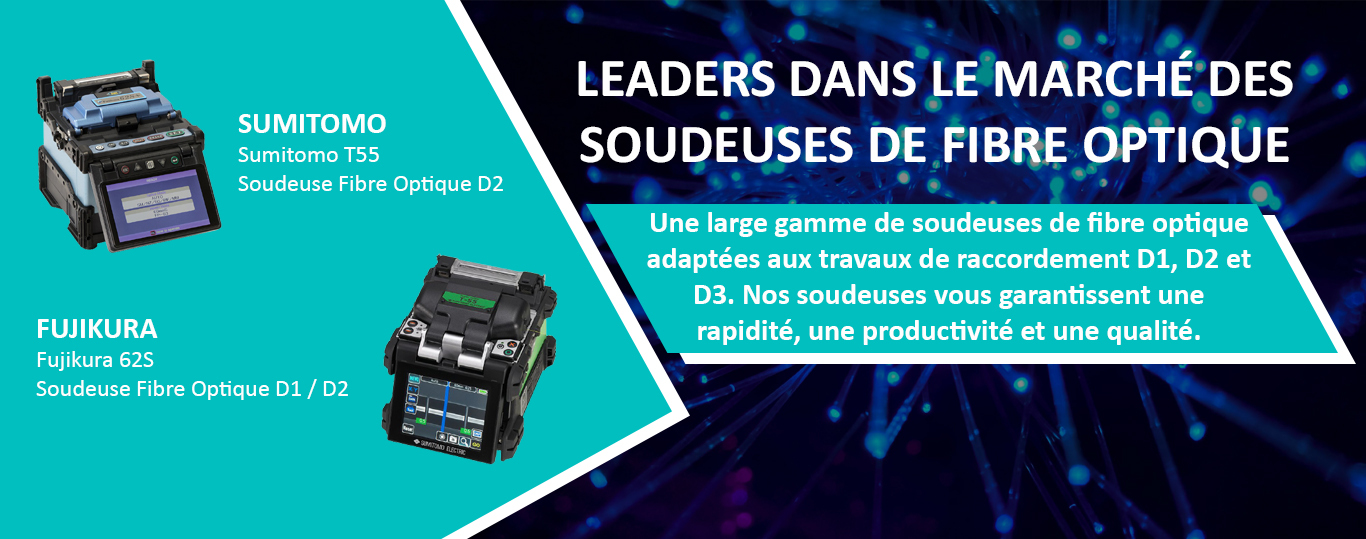 SUMITOMO
Sumitomo T55
Soudeuse Fibre Optique D2
FUJIKURA
Fujikura 62S
Soudeuse Fibre Optique D1 / D2
SUMITOMO ELECTRIC
LEADERS DANS LE MARCHÉ DES
SOUDEUSES DE FIBRE OPTIQUE
Une large gamme de soudeuses de fibre optique
adaptées aux travaux de raccordement D1, D2 et
D3. Nos soudeuses vous garantissent une
rapidité, une productivité et une qualité.